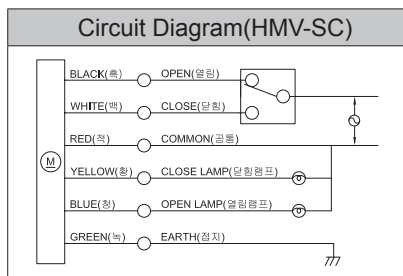 Circuit Diagram(HMV-SC)
BLACK(흑) OPEN(열림)
WHITE(백) CLOSE(닫힘)
RED(적) COMMON(공통)
M
YELLOW(황) CLOSE LAMP(닫힘램프)
BLUE(청) OPEN LAMP(열림램프)
GREEN(녹) EARTH(접지)